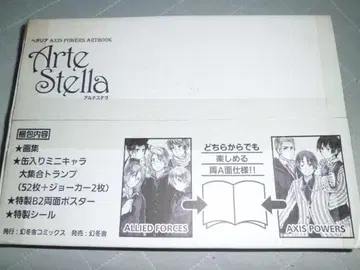 ヘタリア AXIS POWERS ARTBOOK
Arte
Stella
アルテステラ
梱包内容
★画集
★缶入りミニキャラ
大集合トランプ
(52枚+ジョーカー2枚)
★特製B2両面ポスター
★特製シール
どちらからでも
楽しめる
両A面仕様!!
ALLIED FORCES
AXIS POWERS
発行:幻冬舎コミックス 発売:幻冬舎